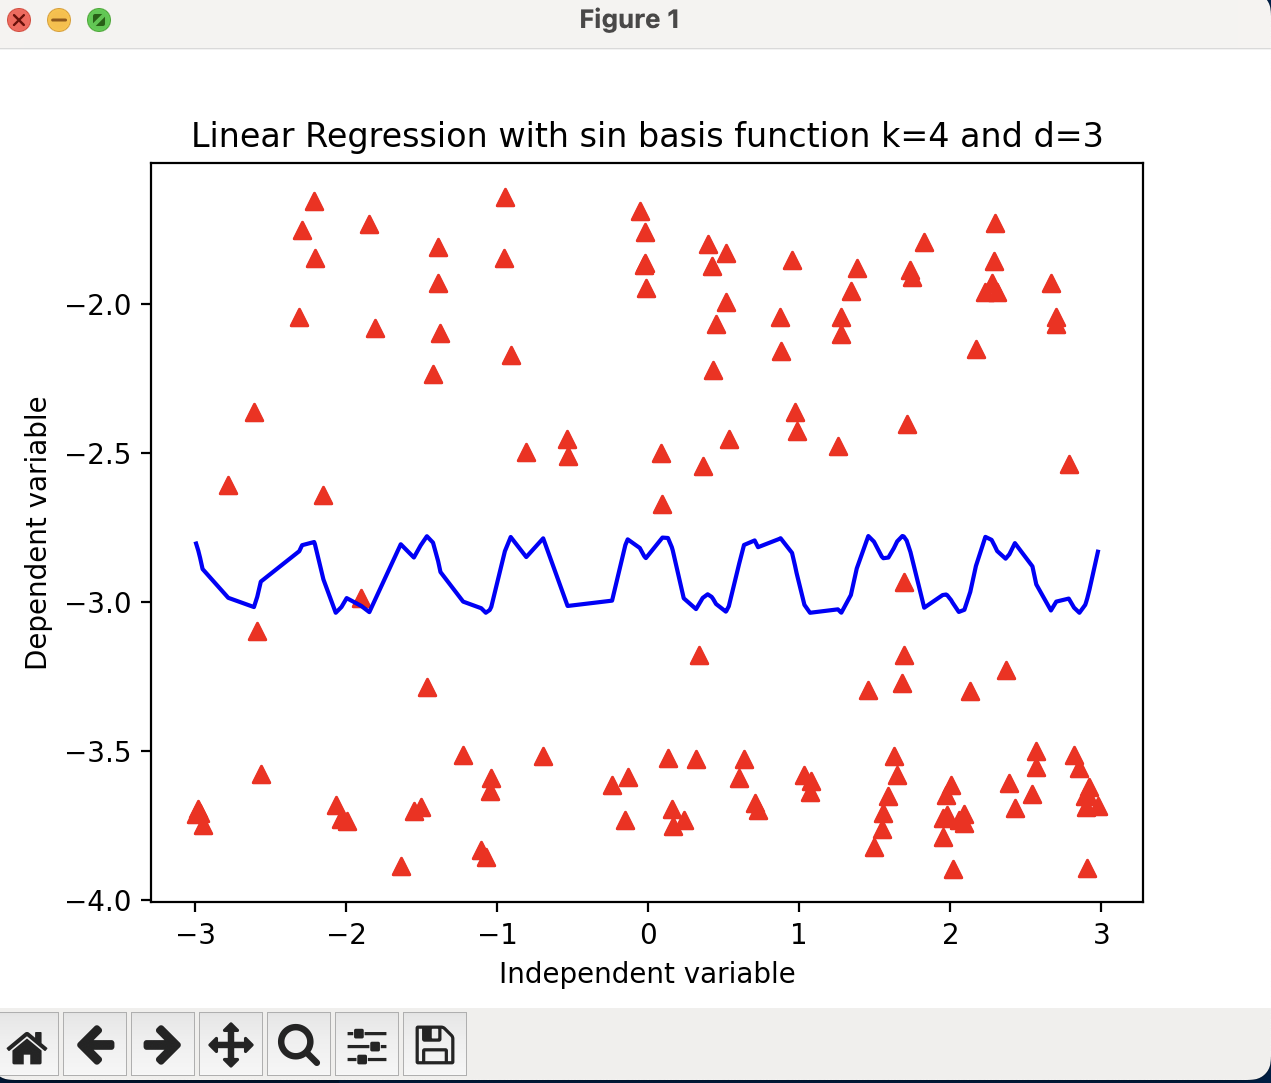 Figure 1
Linear Regression with sin basis function k=4 and d=3
−2.0
−2.5
−3.0
−3.5
−4.0
Dependent variable
−3 −2 −1 0 1 2 3
Independent variable